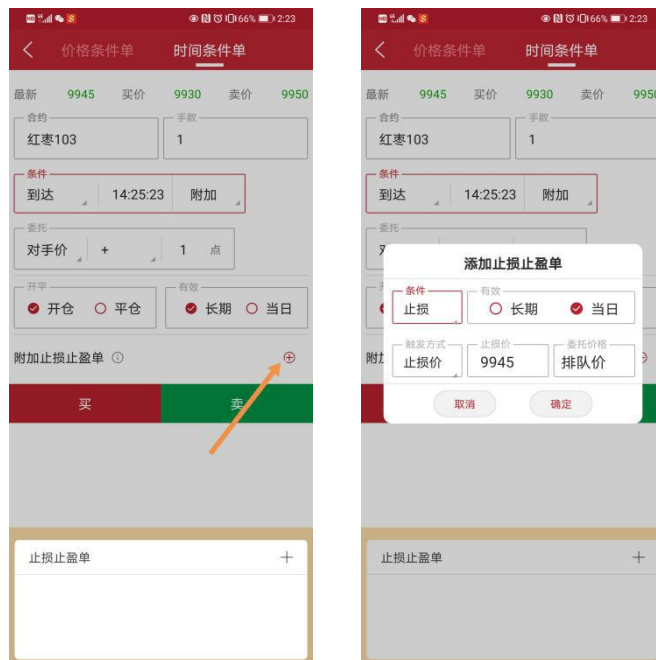 66% 2:23
价格条件单 时间条件单
最新 9945 买价 9930 卖价 9950
合约 手数
红枣103 1
条件
到达 14:25:23 附加
委托
对手价 + 1 点
开平 有效
开仓 平仓 长期 当日
附加止损止盈单
买 卖
止损止盈单 +
66% 2:23
价格条件单 时间条件单
最新 9945 买价 9930 卖价 9950
合约 手数
红枣103 1
条件
到达 14:25:23 附加
委托
添加止损止盈单
条件 有效
止损 长期 当日
触发方式 止损价 委托价格
止损价 9945 排队价
取消 确定
止损止盈单 +